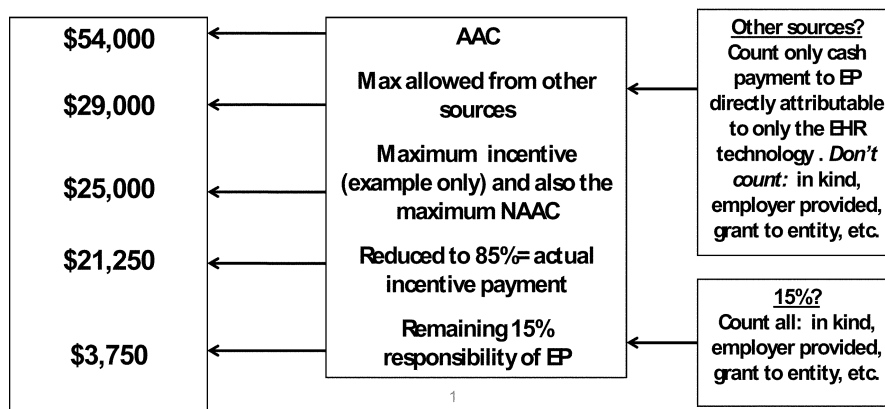 $54,000
$29,000
$25,000
$21,250
$3,750
AAC
Max allowed from other
sources
Maximum incentive
(example only) and also the
maximum NAAC
Reduced to 85%= actual
incentive payment
Remaining 15%
responsibility of EP
Other sources?
Count only cash
payment to EP
directly attributable
to only the EHR
technology . Don't
count: in kind,
employer provided,
grant to entity, etc.
15%?
Count all: in kind,
employer provided,
grant to entity, etc.
1